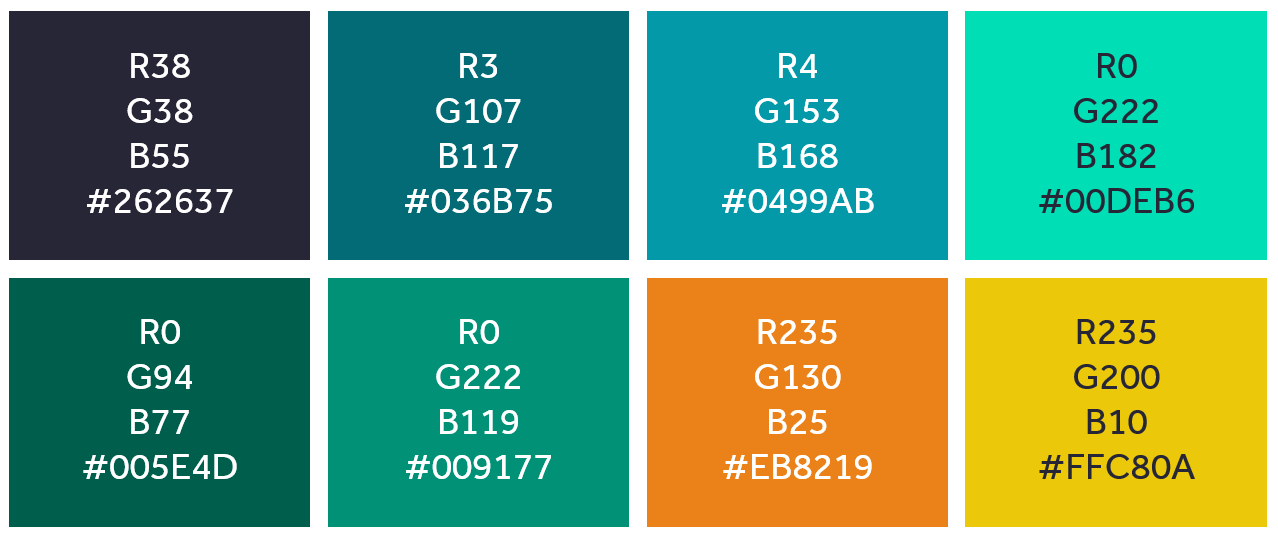 R38
G38
B55
#262637
R3
G107
B117
#036B75
R4
G153
B168
#0499AB
R0
G222
B182
#00DEB6
R0
G94
B77
#005E4D
R0
G222
B119
#009177
R235
G130
B25
#EB8219
R235
G200
B10
#FFC80A